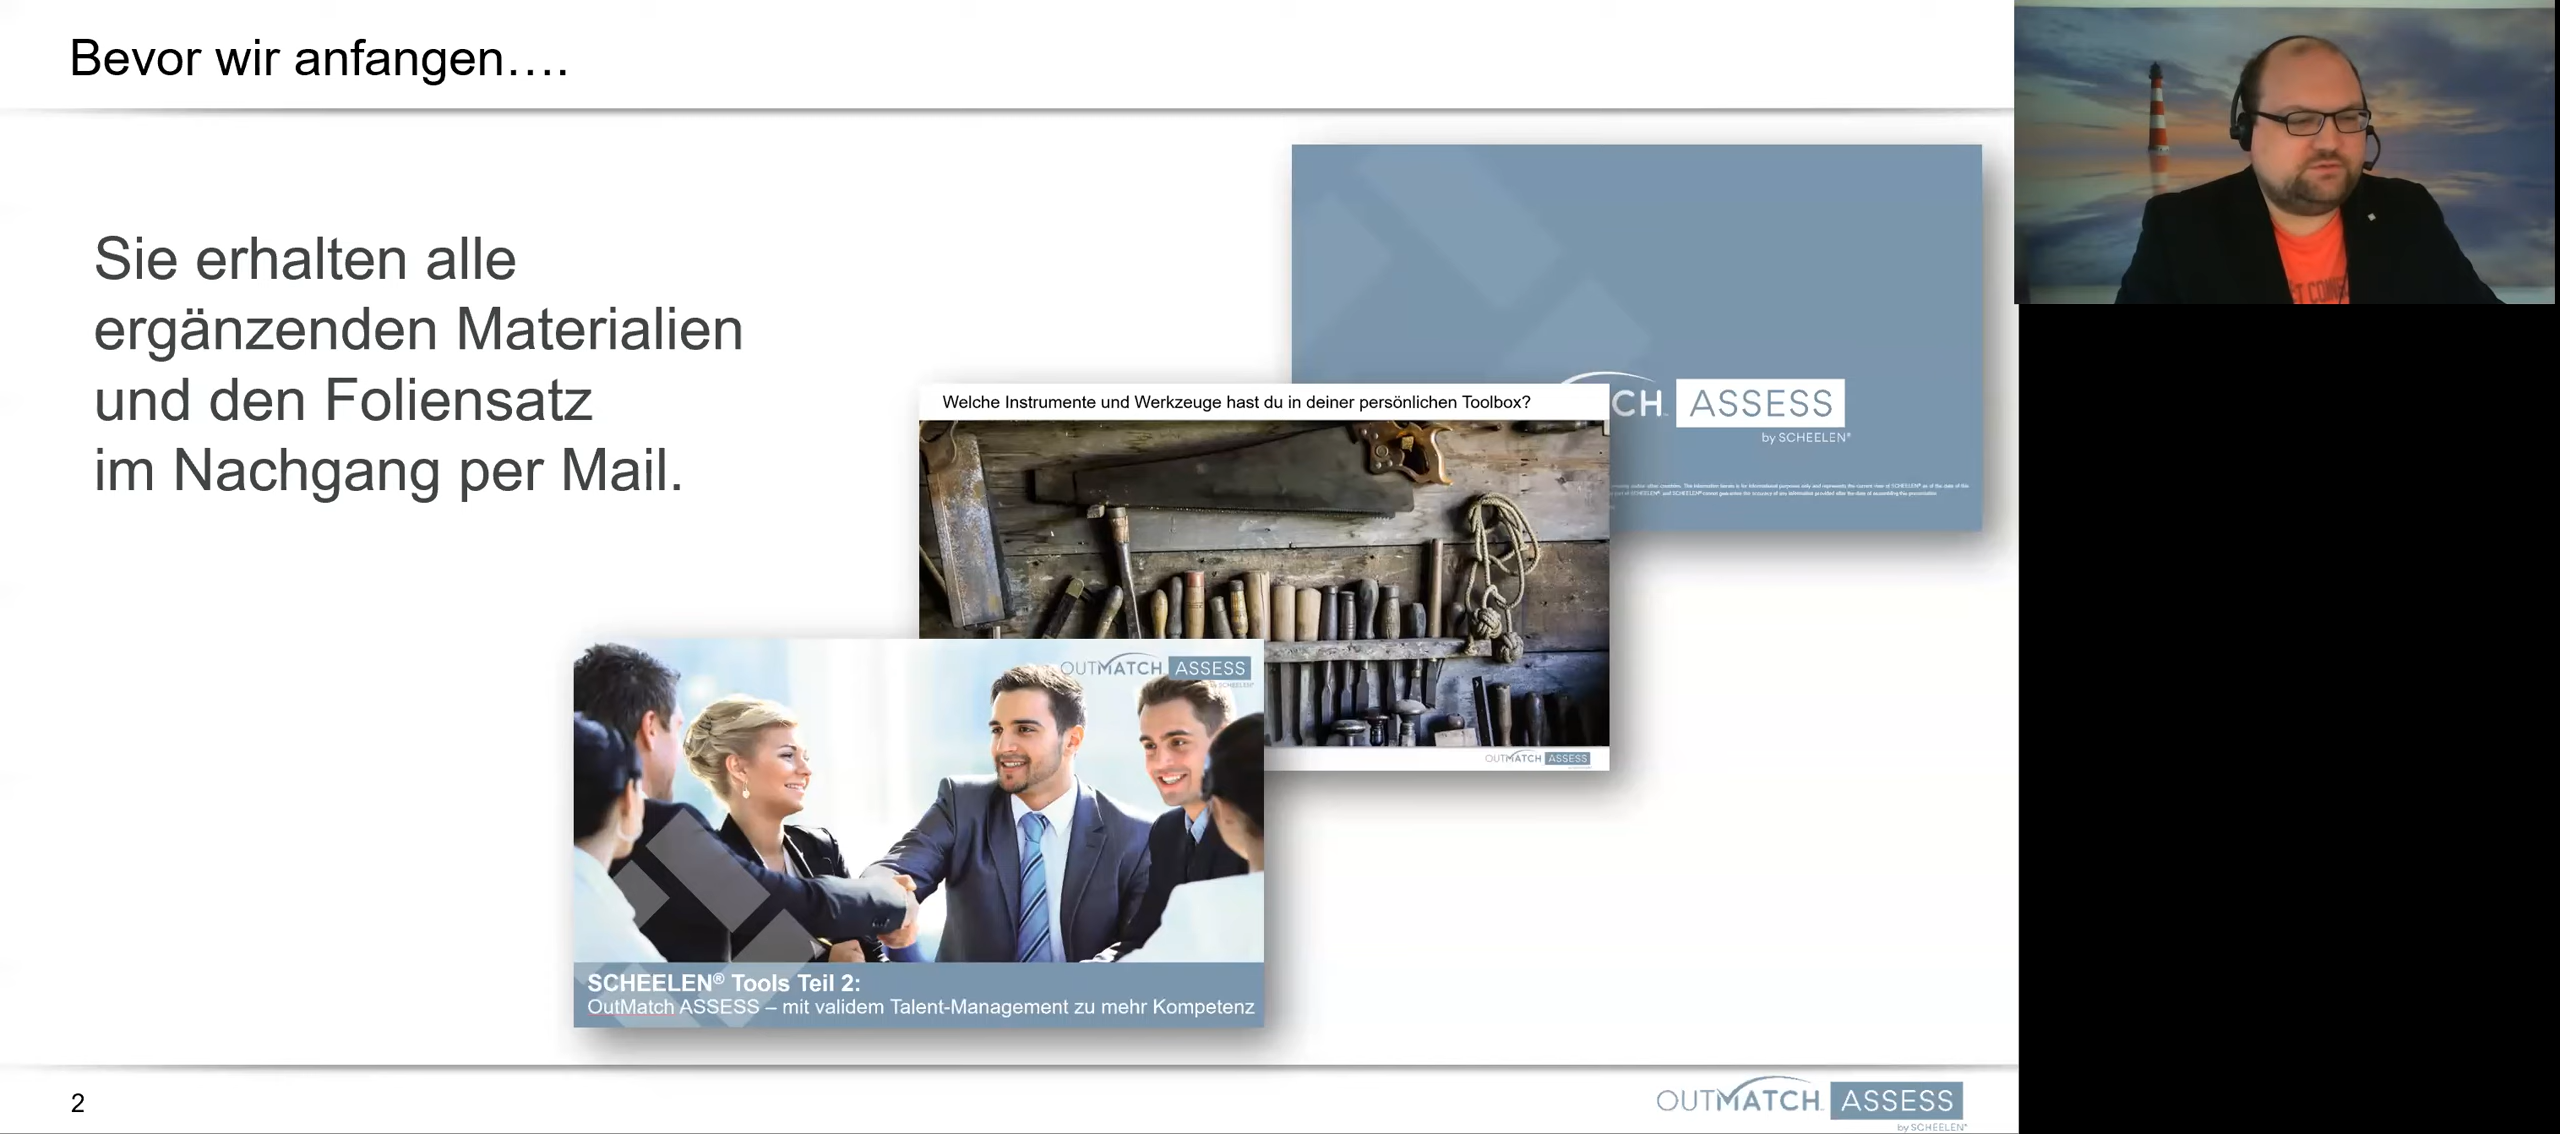 Bevor wir anfangen….
Sie erhalten alle
ergänzenden Materialien
und den Foliensatz
im Nachgang per Mail.
CH ASSESS
by SCHEELEN®
Welche Instrumente und Werkzeuge hast du in deiner persönlichen Toolbox?
OUTMATCH ASSESS
OUTMATCH ASSESS
by SCHEELEN®
SCHEELEN® Tools Teil 2:
OutMatch ASSESS – mit validem Talent-Management zu mehr Kompetenz
2
OUTMATCH ASSESS
by SCHEELEN®